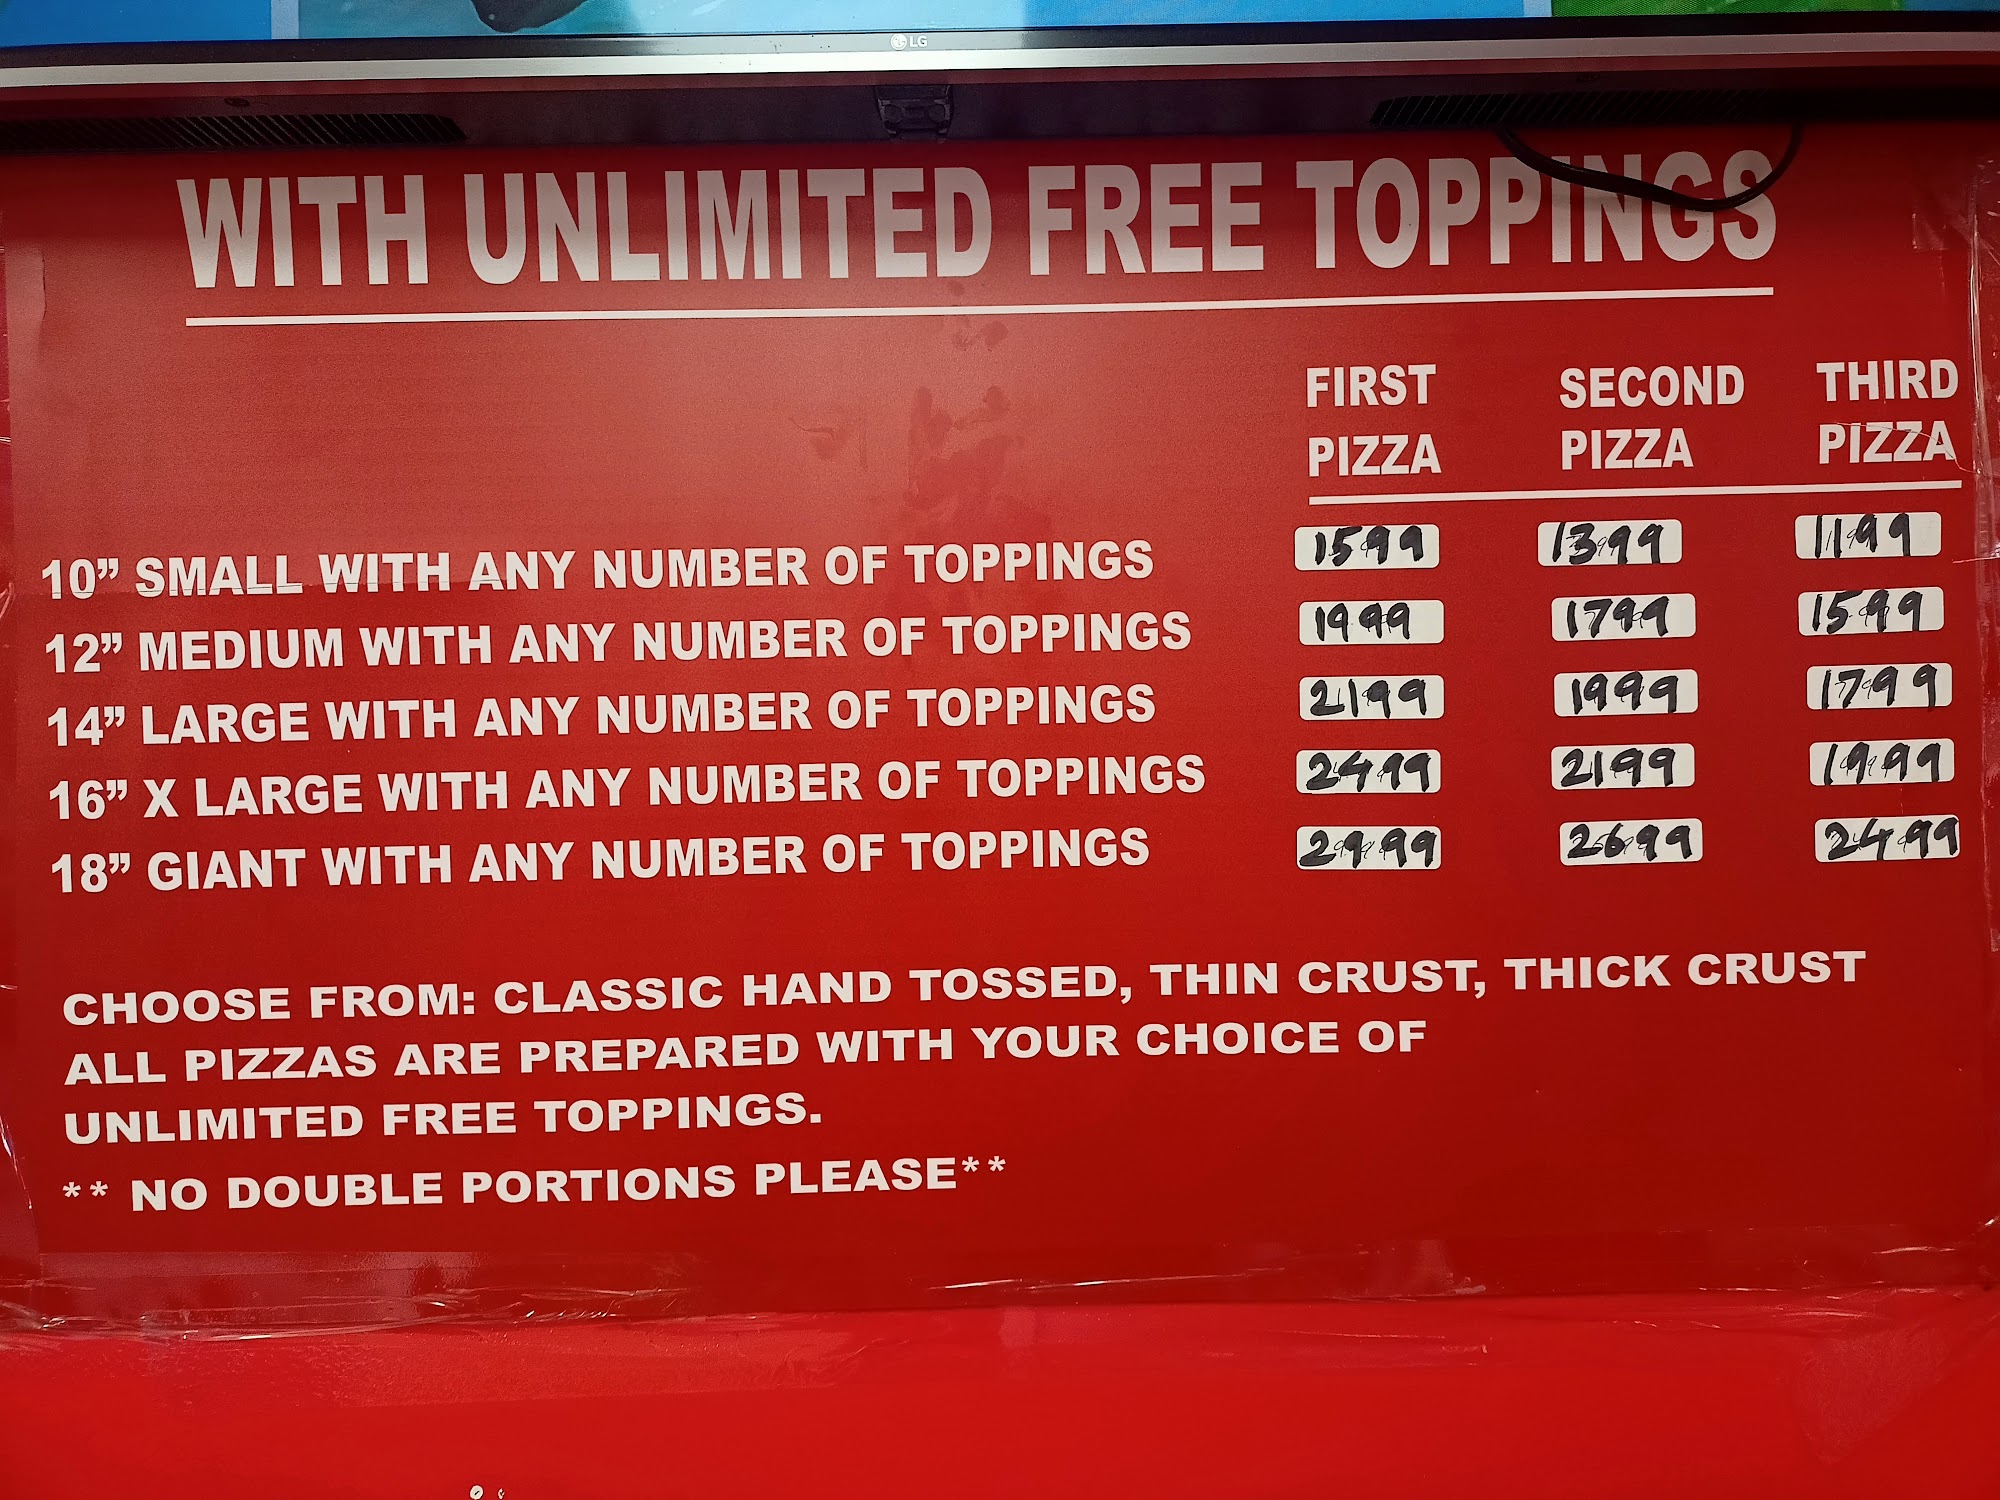 LG
WITH UNLIMITED FREE TOPPINGS
FIRST PIZZA SECOND PIZZA THIRD PIZZA
10” SMALL WITH ANY NUMBER OF TOPPINGS 1599 1399 1199
12” MEDIUM WITH ANY NUMBER OF TOPPINGS 1999 1799 1599
14” LARGE WITH ANY NUMBER OF TOPPINGS 2199 1999 1799
16” X LARGE WITH ANY NUMBER OF TOPPINGS 2499 2199 1999
18” GIANT WITH ANY NUMBER OF TOPPINGS 2999 2699 2499
CHOOSE FROM: CLASSIC HAND TOSSED, THIN CRUST, THICK CRUST
ALL PIZZAS ARE PREPARED WITH YOUR CHOICE OF
UNLIMITED FREE TOPPINGS.
** NO DOUBLE PORTIONS PLEASE**